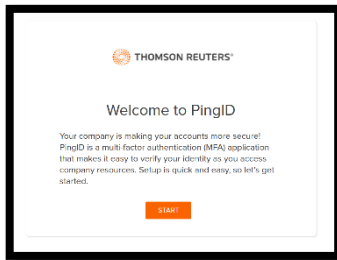 THOMSON REUTERS®
Welcome to PingID
Your company is making your accounts more secure!
PingID is a multi-factor authentication (MFA) application
that makes it easy to verify your identity as you access
company resources. Setup is quick and easy, so let's get
started.
START